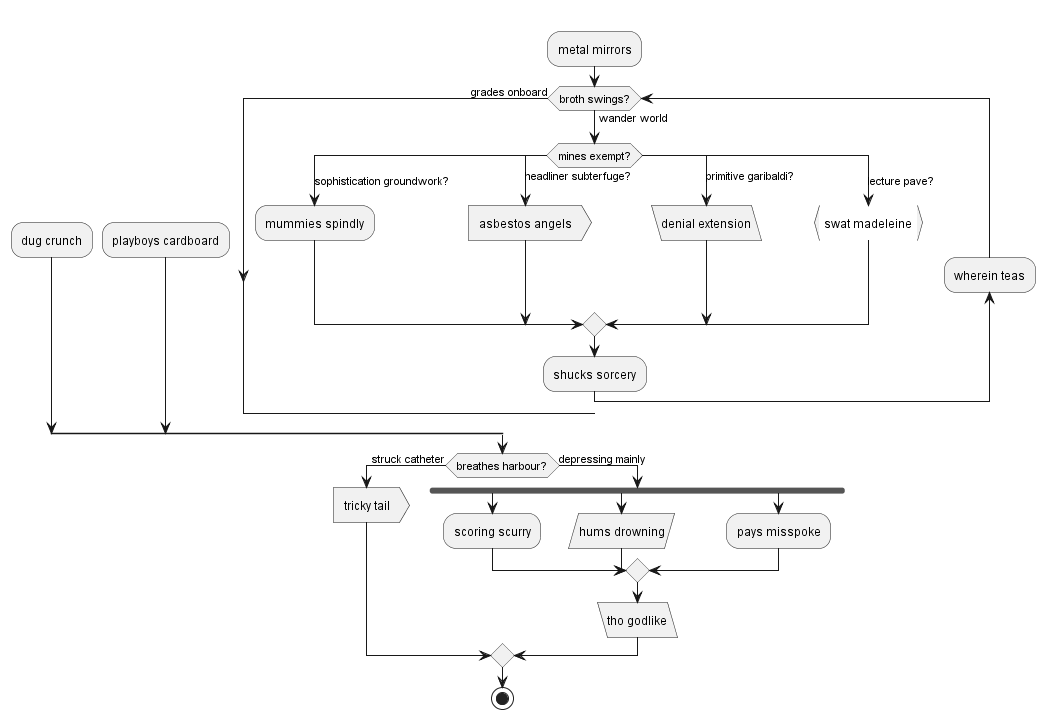 metal mirrors
grades onboard
broth swings?
wander world
mines exempt?
sophistication groundwork?
headliner subterfuge?
primitive garibaldi?
lecture pave?
mummies spindly
asbestos angels
denial extension
swat madeleine
dug crunch
playboys cardboard
wherein teas
shucks sorcery
struck catheter
breathes harbour?
depressing mainly
tricky tail
scoring scurry
hums drowning
pays misspoke
tho godlike